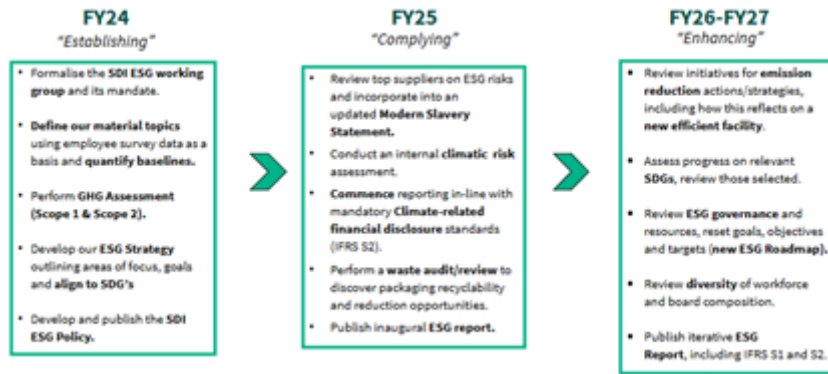 FY24
"Establishing"
• Formalise the SDI ESG working
group and its mandate.
• Define our material topics
using employee survey data as a
basis and quantify baselines.
• Perform GHG Assessment
(Scope 1 & Scope 2).
• Develop our ESG Strategy
outlining areas of focus, goals
and align to SDG's
• Develop and publish the SDI
ESG Policy.
FY25
"Complying"
• Review top suppliers on ESG risks
and incorporate into an
updated Modern Slavery
Statement.
• Conduct an internal climatic risk
assessment.
• Commence reporting in-line with
mandatory Climate-related
financial disclosure standards
(IFRS S2).
• Perform a waste audit/review to
discover packaging recyclability
and reduction opportunities.
• Publish inaugural ESG report.
FY26-FY27
"Enhancing"
• Review initiatives for emission
reduction actions/strategies,
including how this reflects on a
new efficient facility.
• Assess progress on relevant
SDGs, review those selected.
• Review ESG governance and
resources, reset goals, objectives
and targets (new ESG Roadmap).
• Review diversity of workforce
and board composition.
• Publish iterative ESG
Report, including IFRS S1 and S2.